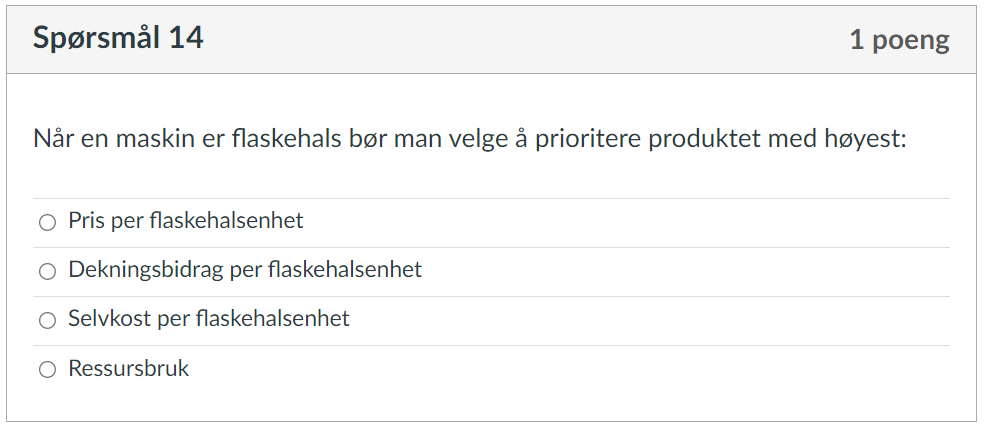 Spørsmål 14
1 poeng
Når en maskin er flaskehals bør man velge å prioritere produktet med høyest:
Pris per flaskehalsenhet
Dekningsbidrag per flaskehalsenhet
Selvkost per flaskehalsenhet
Ressursbruk